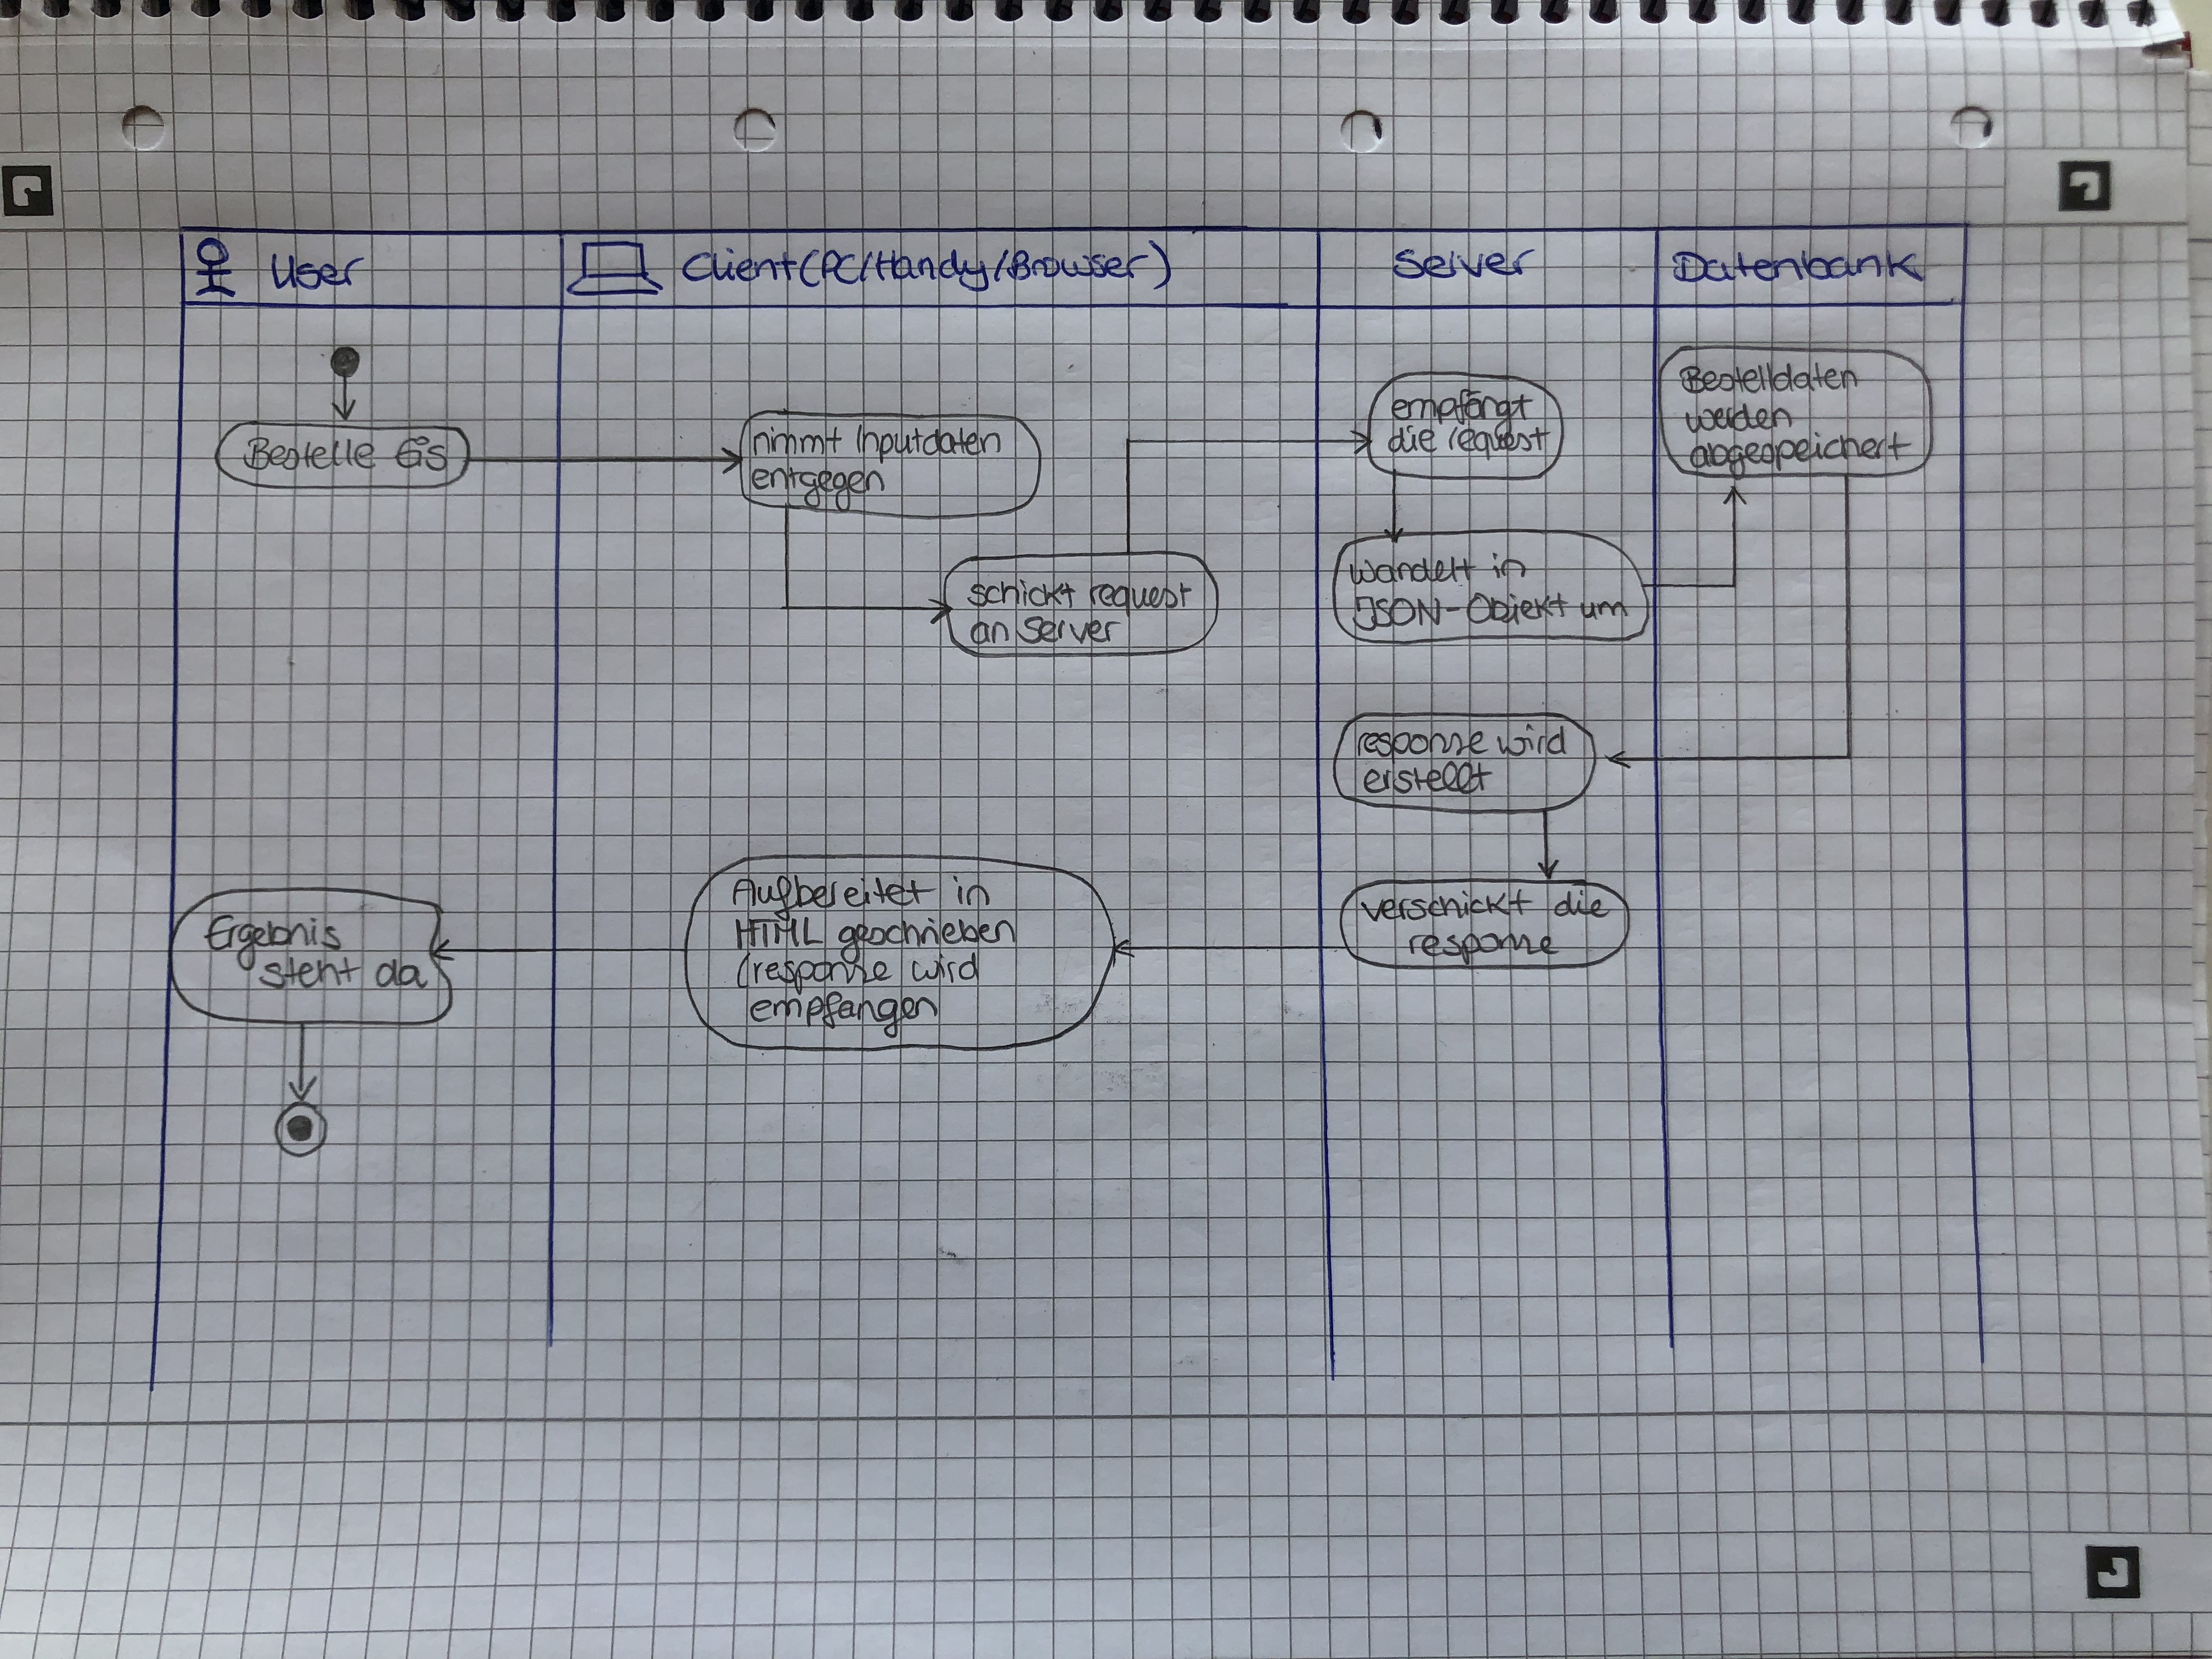 User
Client (PC/Handy/Browser)
Server
Datenbank
Bestelle Eis
nimmt Inputdaten
entgegen
schickt request
an Server
empfängt
die request
wandelt in
JSON-Objekt um
Bestelldaten
werden
abgespeichert
response wird
erstellt
verschickt die
response
Aufbereitet in
HTML geschrieben
(response wird
empfangen
Ergebnis
steht da